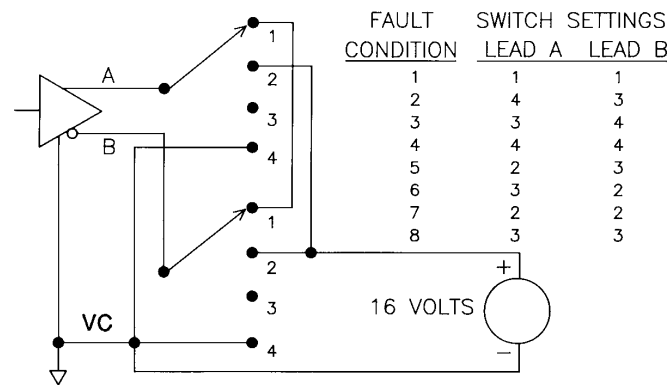 FAULT SWITCH SETTINGS
CONDITION LEAD A LEAD B
1 1 1
2 4 3
3 3 4
4 4 4
5 2 3
6 3 2
7 2 2
8 3 3
A
B
1
2
3
4
1
2
3
4
VC
+
16 VOLTS
−